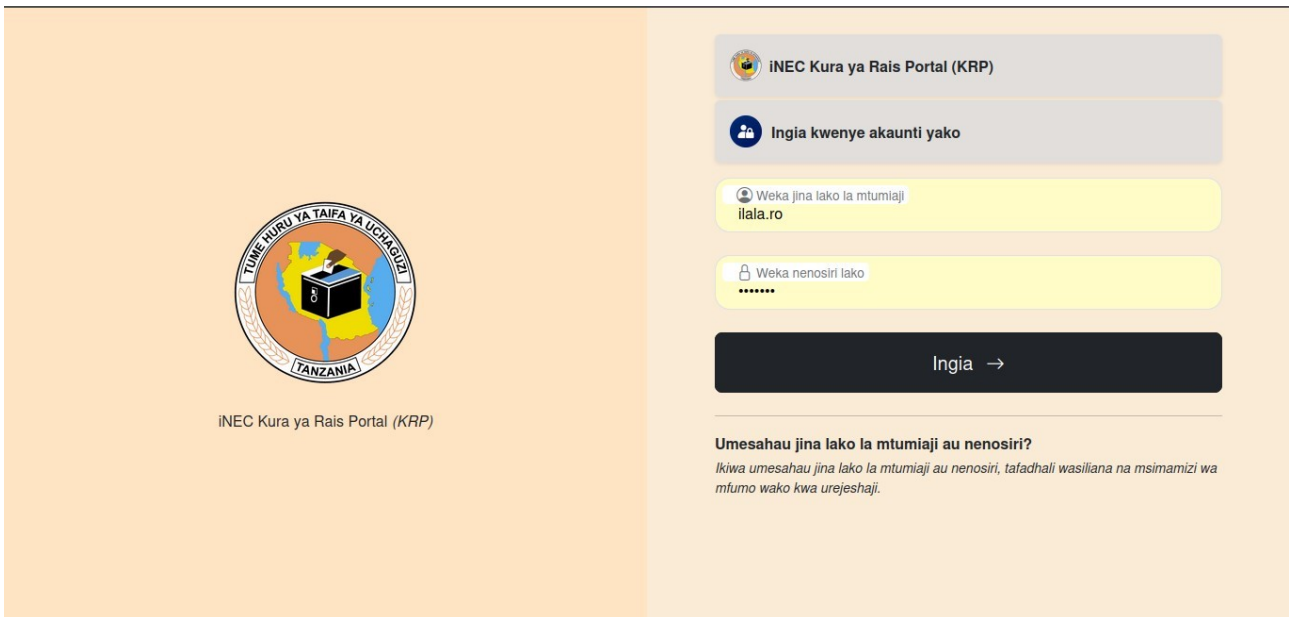 TUME HURU YA TAIFA YA UCHAGUZI
TANZANIA
iNEC Kura ya Rais Portal (KRP)
iNEC Kura ya Rais Portal (KRP)
Ingia kwenye akaunti yako
Weka jina lako la mtumiaji
ilala.ro
Weka nenosiri lako
•••••••
Ingia →
Umesahau jina lako la mtumiaji au nenosiri?
Ikiwa umesahau jina lako la mtumiaji au nenosiri, tafadhali wasiliana na msimamizi wa
mfumo wako kwa urejeshaji.